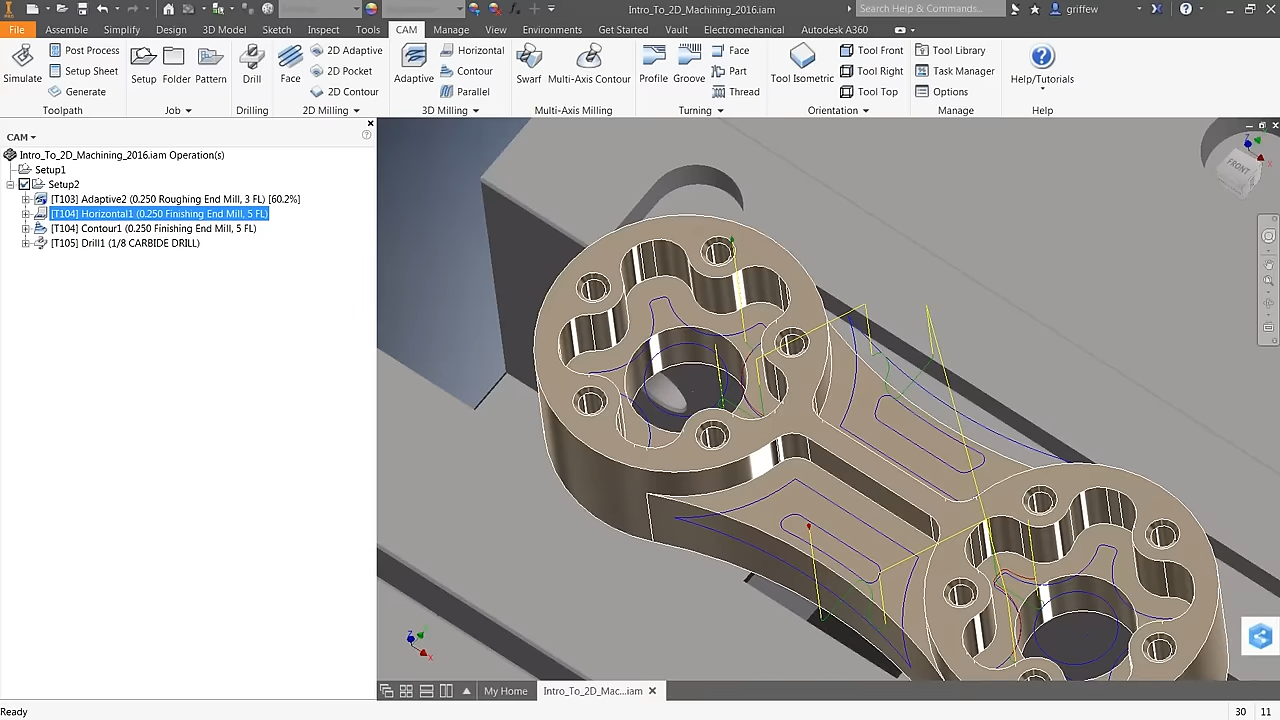 Intro_To_2D_Machining_2016.iam
Search Help & Commands...
griffew
File Assemble Simplify Design 3D Model Sketch Inspect Tools CAM Manage View Environments Get Started Vault Electromechanical Autodesk A360
Simulate
Post Process
Setup Sheet
Generate
Toolpath
Setup
Folder
Pattern
Job
Drill
Drilling
Face
2D Adaptive
2D Pocket
2D Contour
2D Milling
Adaptive
Horizontal
Contour
Parallel
3D Milling
Swarf
Multi-Axis Contour
Multi-Axis Milling
Profile
Groove
Face
Part
Thread
Turning
Tool Isometric
Tool Front
Tool Right
Tool Top
Orientation
Tool Library
Task Manager
Options
Manage
Help/Tutorials
Help
CAM
Intro_To_2D_Machining_2016.iam Operation(s)
Setup1
Setup2
[T103] Adaptive2 (0.250 Roughing End Mill, 3 FL) [60.2%]
[T104] Horizontal1 (0.250 Finishing End Mill, 5 FL)
[T104] Contour1 (0.250 Finishing End Mill, 5 FL)
[T105] Drill1 (1/8 CARBIDE DRILL)
FRONT
Z
X
Z
Y
X
My Home
Intro_To_2D_Mac...iam
Ready
30 11